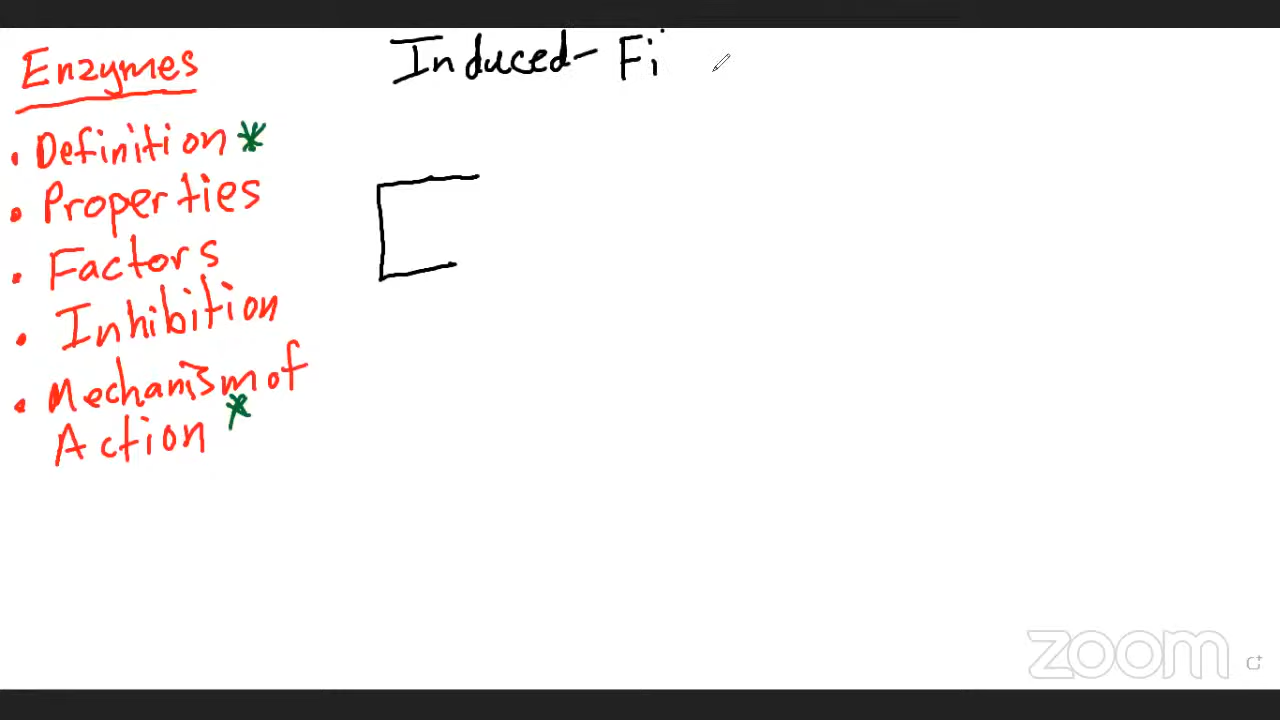 Enzymes
• Definition *
• Properties
• Factors
• Inhibition
• Mechanism of
Action *
Induced- Fi
zoom